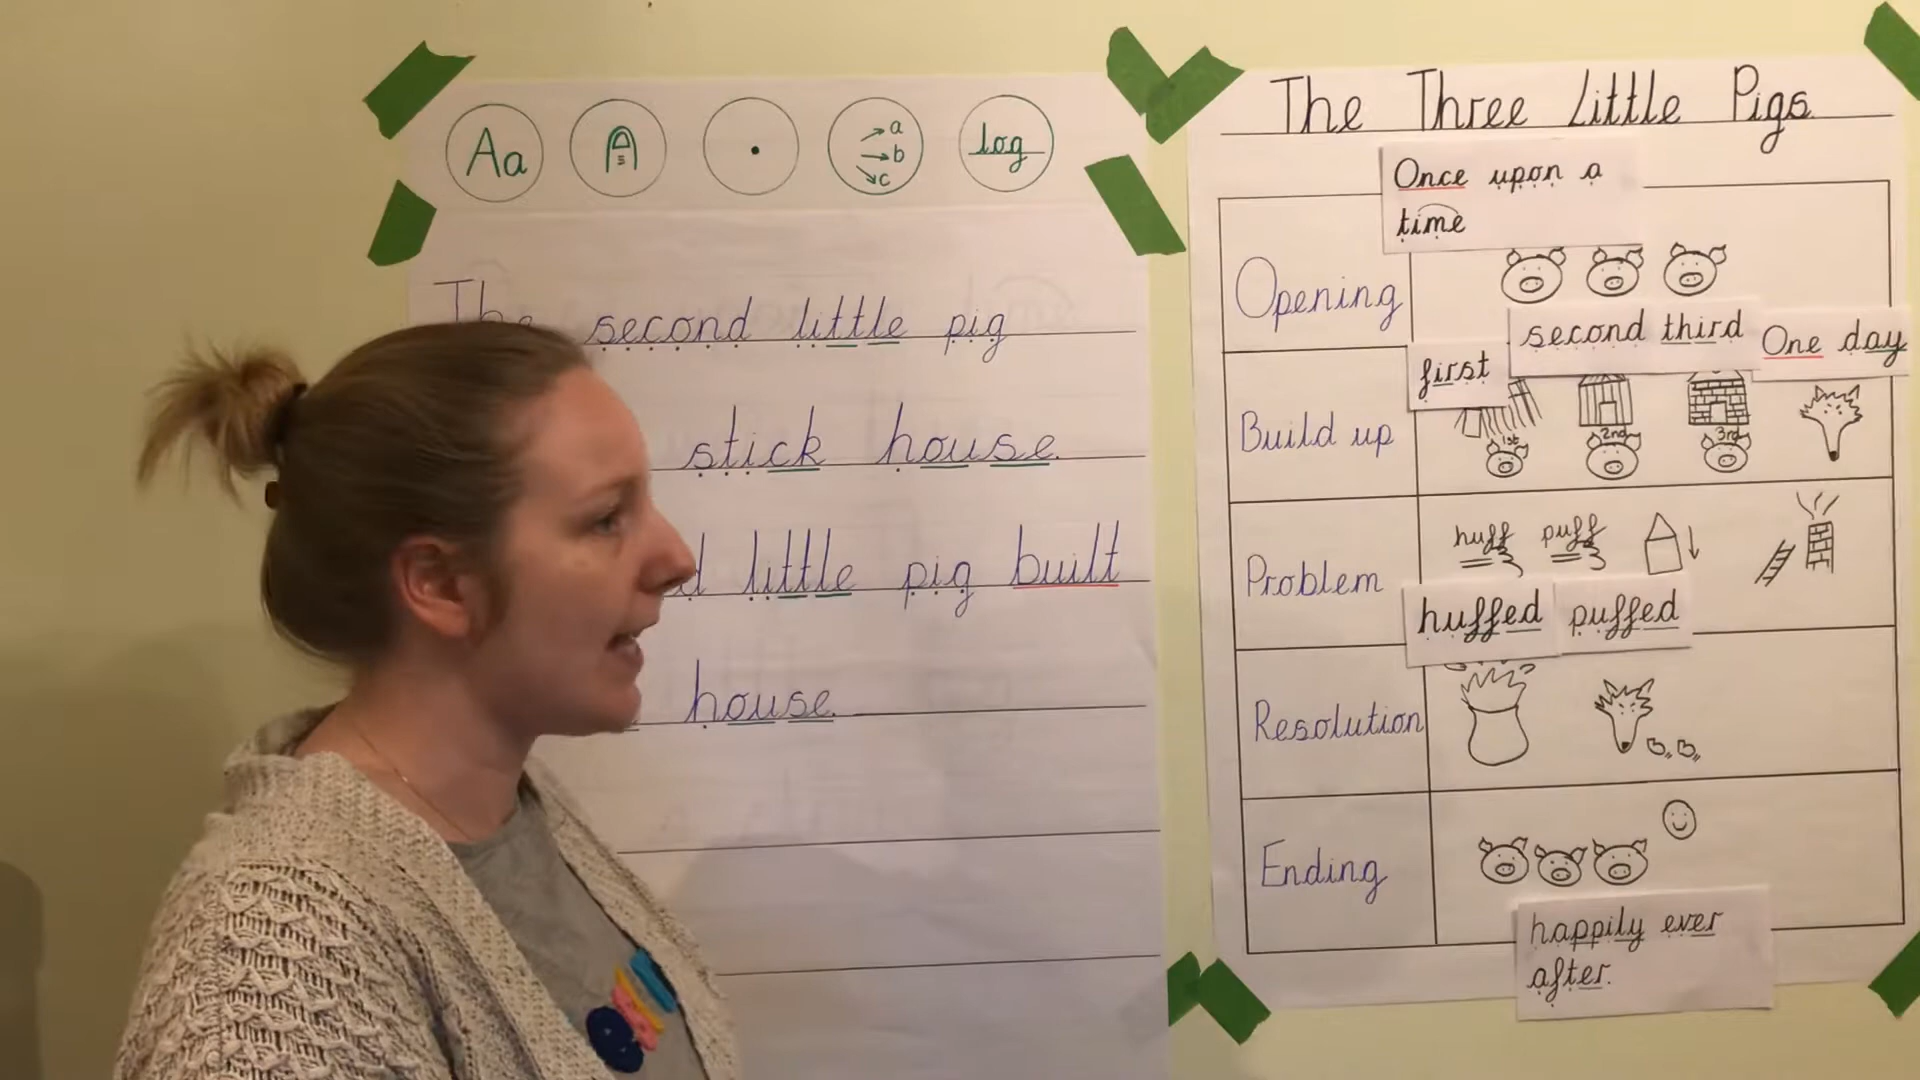 Aa
a
b
c
log
The second little pig
stick house.
little pig built
house.
The Three Little Pigs
Once upon a
time
Opening
first
second third
One day
Build up
1st
2nd
3rd
Problem
huff puff
huffed puffed
Resolution
Ending
happily ever
after.